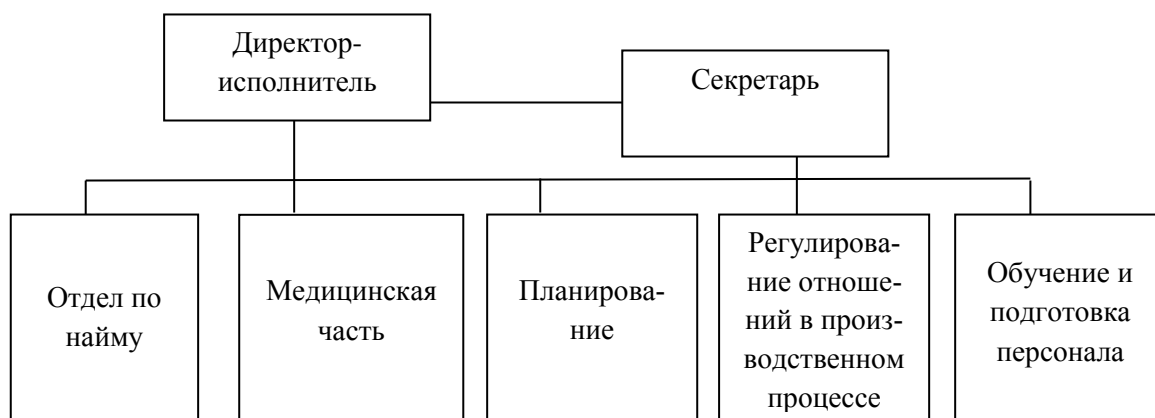 Директор-
исполнитель
Секретарь
Отдел по
найму
Медицинская
часть
Планирова-
ние
Регулирова-
ние отноше-
ний в произ-
водственном
процессе
Обучение и
подготовка
персонала